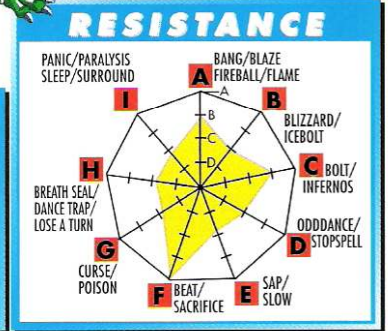 RESISTANCE
PANIC/PARALYSIS
SLEEP/SURROUND
A
BANG/BLAZE
FIREBALL/FLAME
A
B
C
D
I
B
BLIZZARD/
ICEBOLT
H
C
BOLT/
INFERNOS
BREATH SEAL/
DANCE TRAP/
LOSE A TURN
G
CURSE/
POISON
D
ODDDANCE/
STOPSPELL
F
BEAT/
SACRIFICE
E
SAP/
SLOW